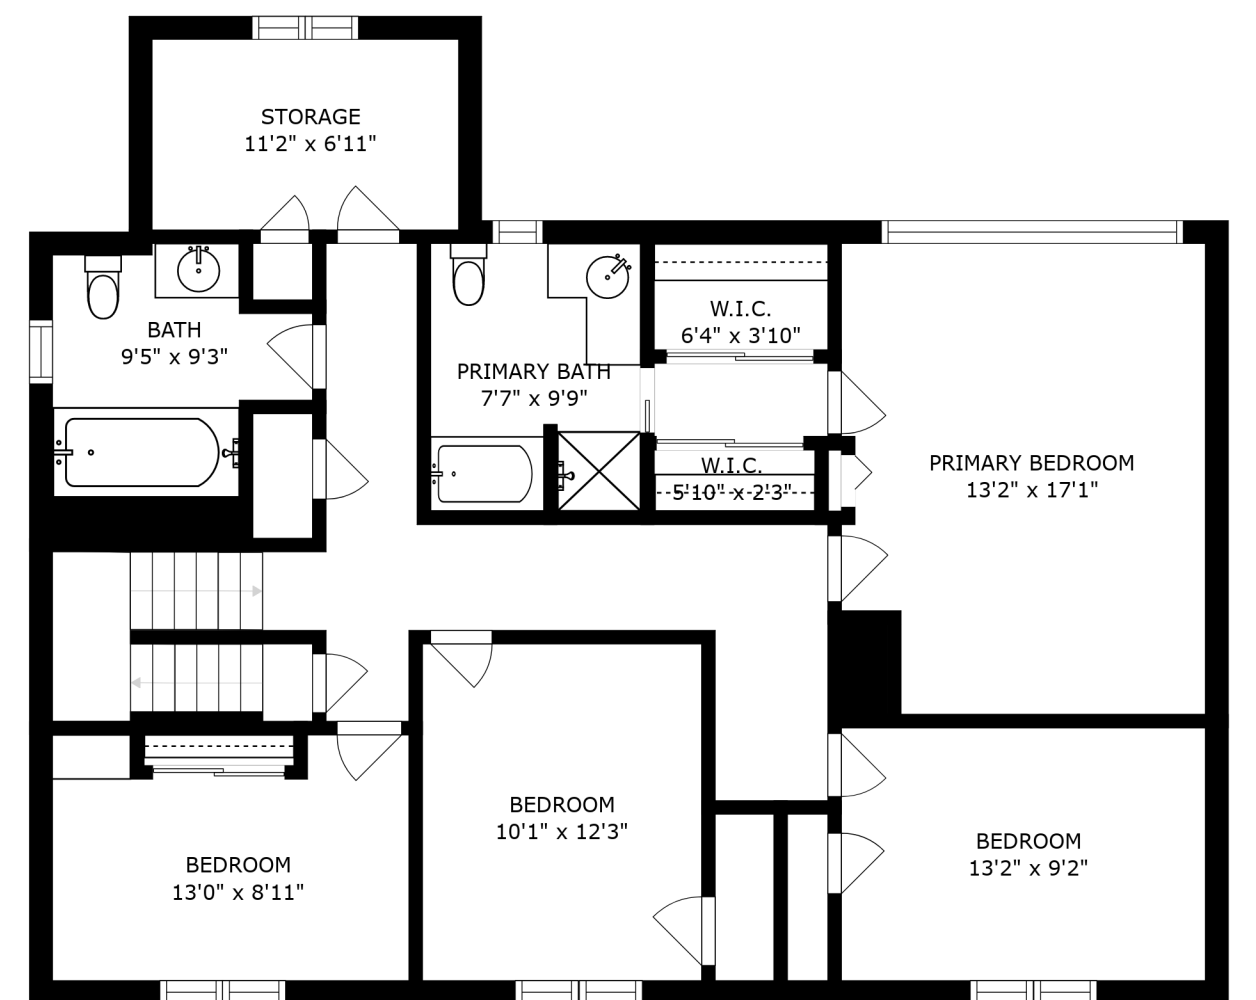 STORAGE
11'2" x 6'11"
BATH
9'5" x 9'3"
PRIMARY BATH
7'7" x 9'9"
W.I.C.
6'4" x 3'10"
W.I.C.
5'10" x 2'3"
PRIMARY BEDROOM
13'2" x 17'1"
BEDROOM
13'0" x 8'11"
BEDROOM
10'1" x 12'3"
BEDROOM
13'2" x 9'2"